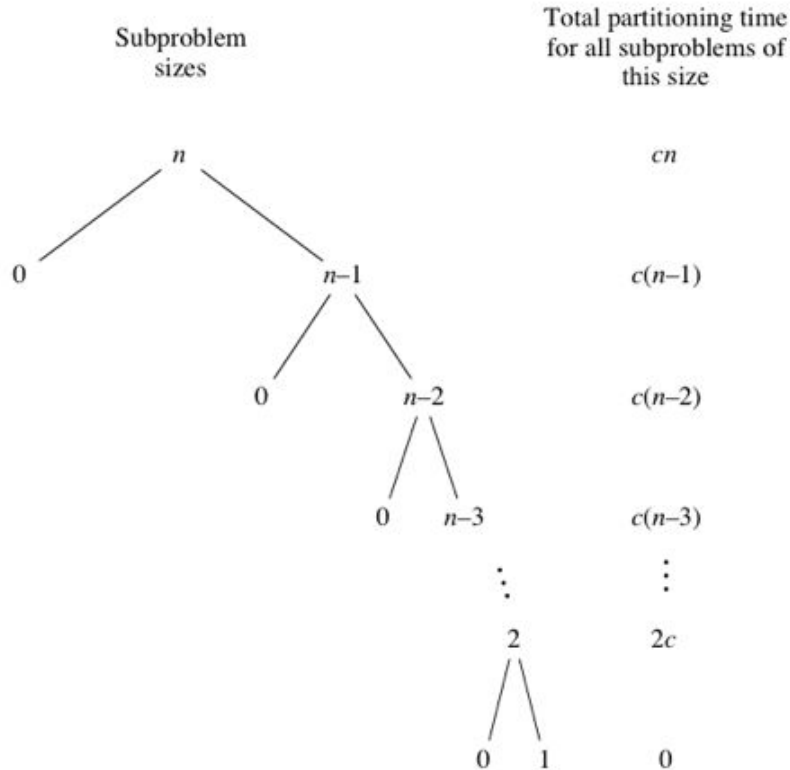 Subproblem
sizes
Total partitioning time
for all subproblems of
this size
n
cn
0
n–1
c(n–1)
0
n–2
c(n–2)
0
n–3
c(n–3)
2
2c
0
1
0